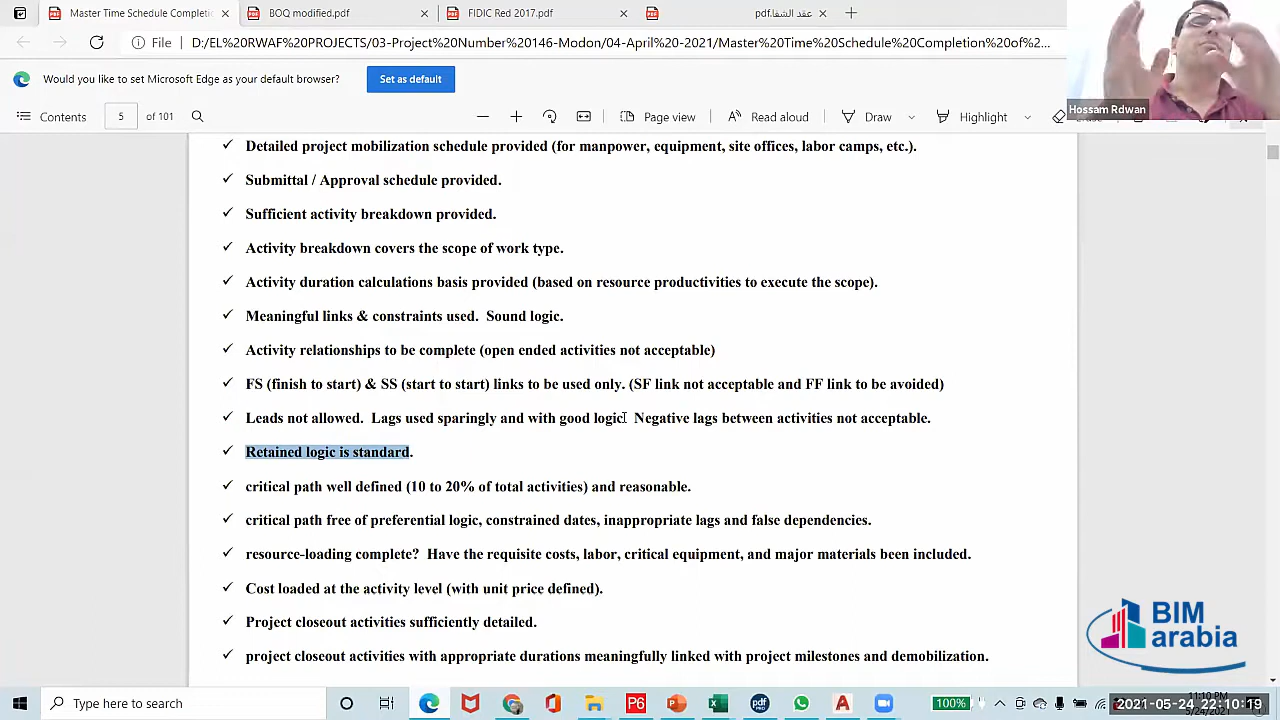 Master Time Schedule Completi
BOQ modified.pdf
FIDIC Red 2017.pdf
عقد الشفا.pdf
File
D:/EL%20RWAF%20PROJECTS/03-Project%20Number%20146-Modon/04-April%20-2021/Master%20Time%20Schedule%20Completion%20of%2...
Would you like to set Microsoft Edge as your default browser?
Set as default
Hossam Rdwan
Contents
5
of 101
Page view
Read aloud
Draw
Highlight
Detailed project mobilization schedule provided (for manpower, equipment, site offices, labor camps, etc.).
Submittal / Approval schedule provided.
Sufficient activity breakdown provided.
Activity breakdown covers the scope of work type.
Activity duration calculations basis provided (based on resource productivities to execute the scope).
Meaningful links & constraints used. Sound logic.
Activity relationships to be complete (open ended activities not acceptable)
FS (finish to start) & SS (start to start) links to be used only. (SF link not acceptable and FF link to be avoided)
Leads not allowed. Lags used sparingly and with good logic. Negative lags between activities not acceptable.
Retained logic is standard.
critical path well defined (10 to 20% of total activities) and reasonable.
critical path free of preferential logic, constrained dates, inappropriate lags and false dependencies.
resource-loading complete? Have the requisite costs, labor, critical equipment, and major materials been included.
Cost loaded at the activity level (with unit price defined).
Project closeout activities sufficiently detailed.
project closeout activities with appropriate durations meaningfully linked with project milestones and demobilization.
BIM
arabia
Type here to search
P6
100%
11:10 PM
2021-05-24 22:10:19
5/24/2021